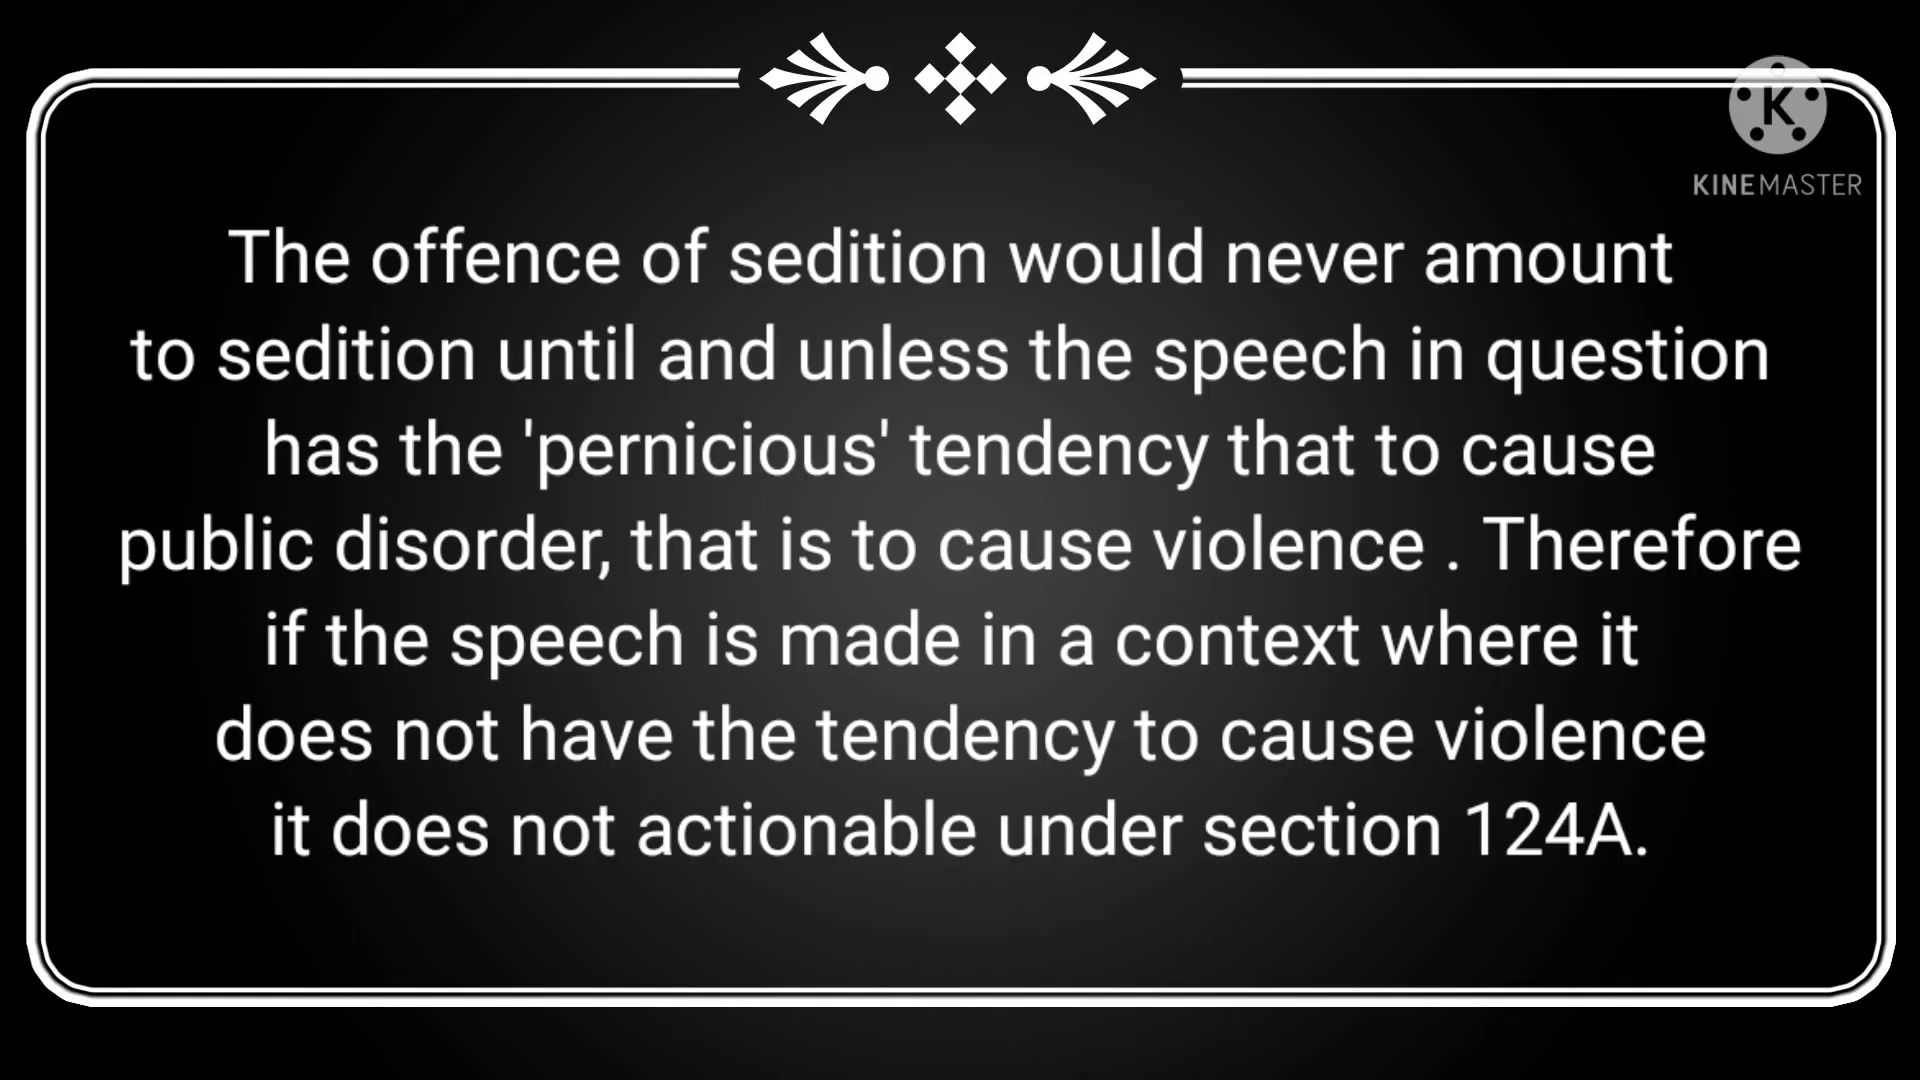 K
KINEMASTER
The offence of sedition would never amount
to sedition until and unless the speech in question
has the 'pernicious' tendency that to cause
public disorder, that is to cause violence . Therefore
if the speech is made in a context where it
does not have the tendency to cause violence
it does not actionable under section 124A.